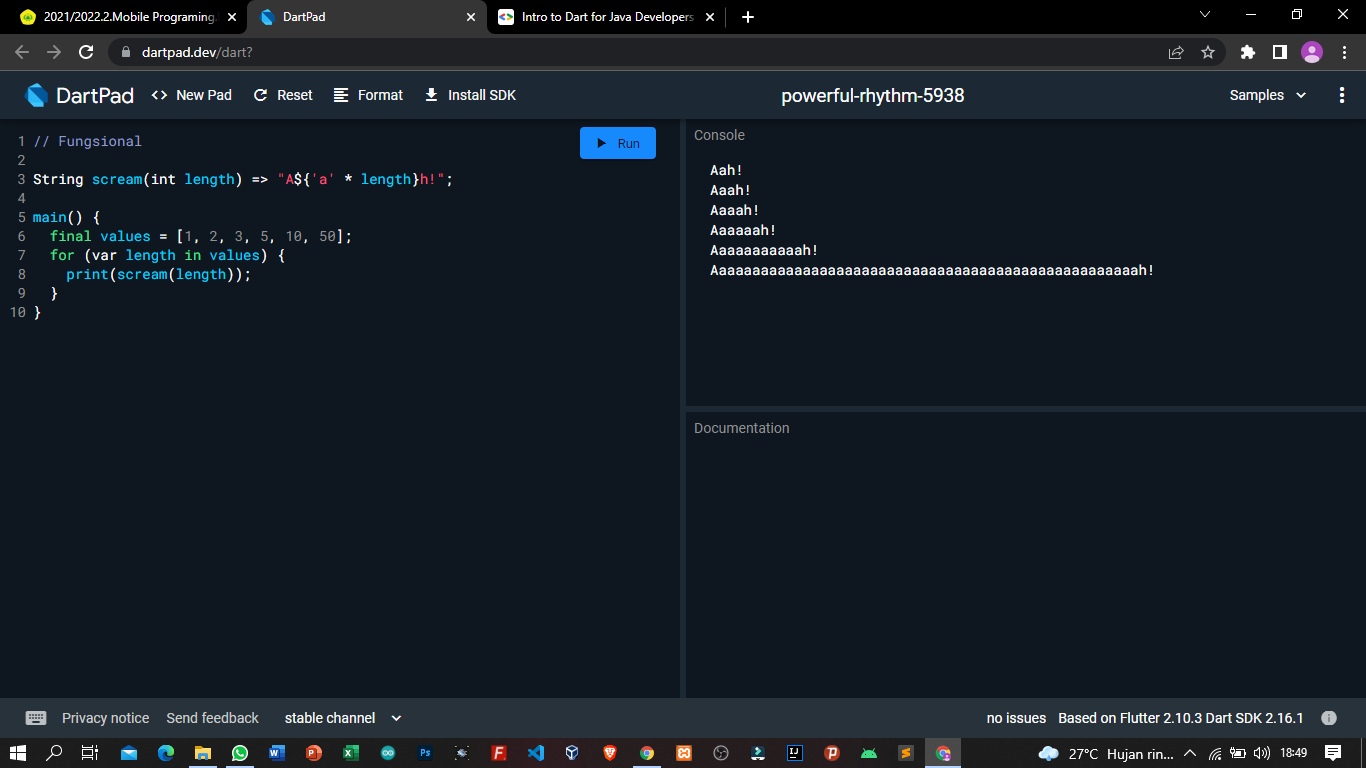 2021/2022.2.Mobile Programing.
DartPad
Intro to Dart for Java Developers
dartpad.dev/dart?
DartPad
<> New Pad
Reset
Format
Install SDK
powerful-rhythm-5938
Samples
1 // Fungsional
2
3 String scream(int length) => "A${'a' * length}h!";
4
5 main() {
6   final values = [1, 2, 3, 5, 10, 50];
7   for (var length in values) {
8     print(scream(length));
9   }
10 }
Run
Console
Aah!
Aaah!
Aaaah!
Aaaaaah!
Aaaaaaaaaaah!
Aaaaaaaaaaaaaaaaaaaaaaaaaaaaaaaaaaaaaaaaaaaaaaaaaaah!
Documentation
Privacy notice
Send feedback
stable channel
no issues
Based on Flutter 2.10.3 Dart SDK 2.16.1
27°C Hujan rin...
18:49